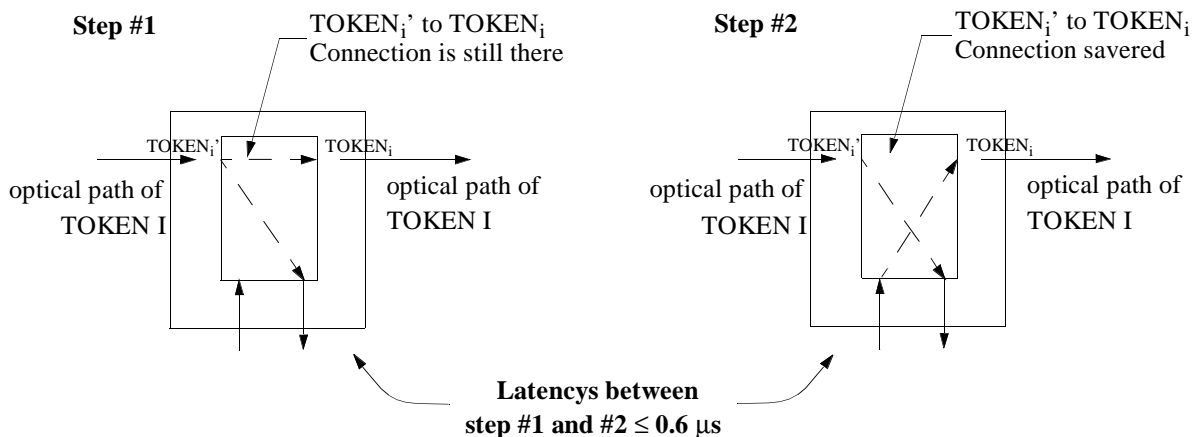 Step #1
TOKENi’ to TOKENi
Connection is still there
TOKENi’
TOKENi
optical path of
TOKEN I
optical path of
TOKEN I
Step #2
TOKENi’ to TOKENi
Connection savered
TOKENi’
TOKENi
optical path of
TOKEN I
optical path of
TOKEN I
Latencys between
step #1 and #2 ≤ 0.6 μs